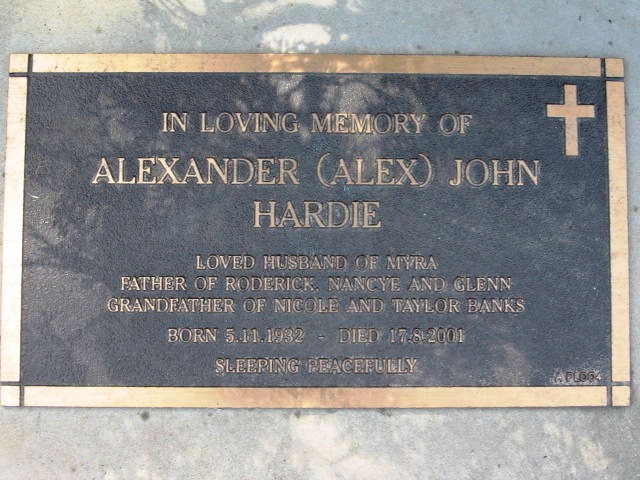 IN LOVING MEMORY OF
ALEXANDER (ALEX) JOHN
HARDIE
LOVED HUSBAND OF MYRA
FATHER OF RODERICK, NANCYE AND GLENN
GRANDFATHER OF NICOLE AND TAYLOR BANKS
BORN 5.11.1932 - DIED 17.8.2001
SLEEPING PEACEFULLY